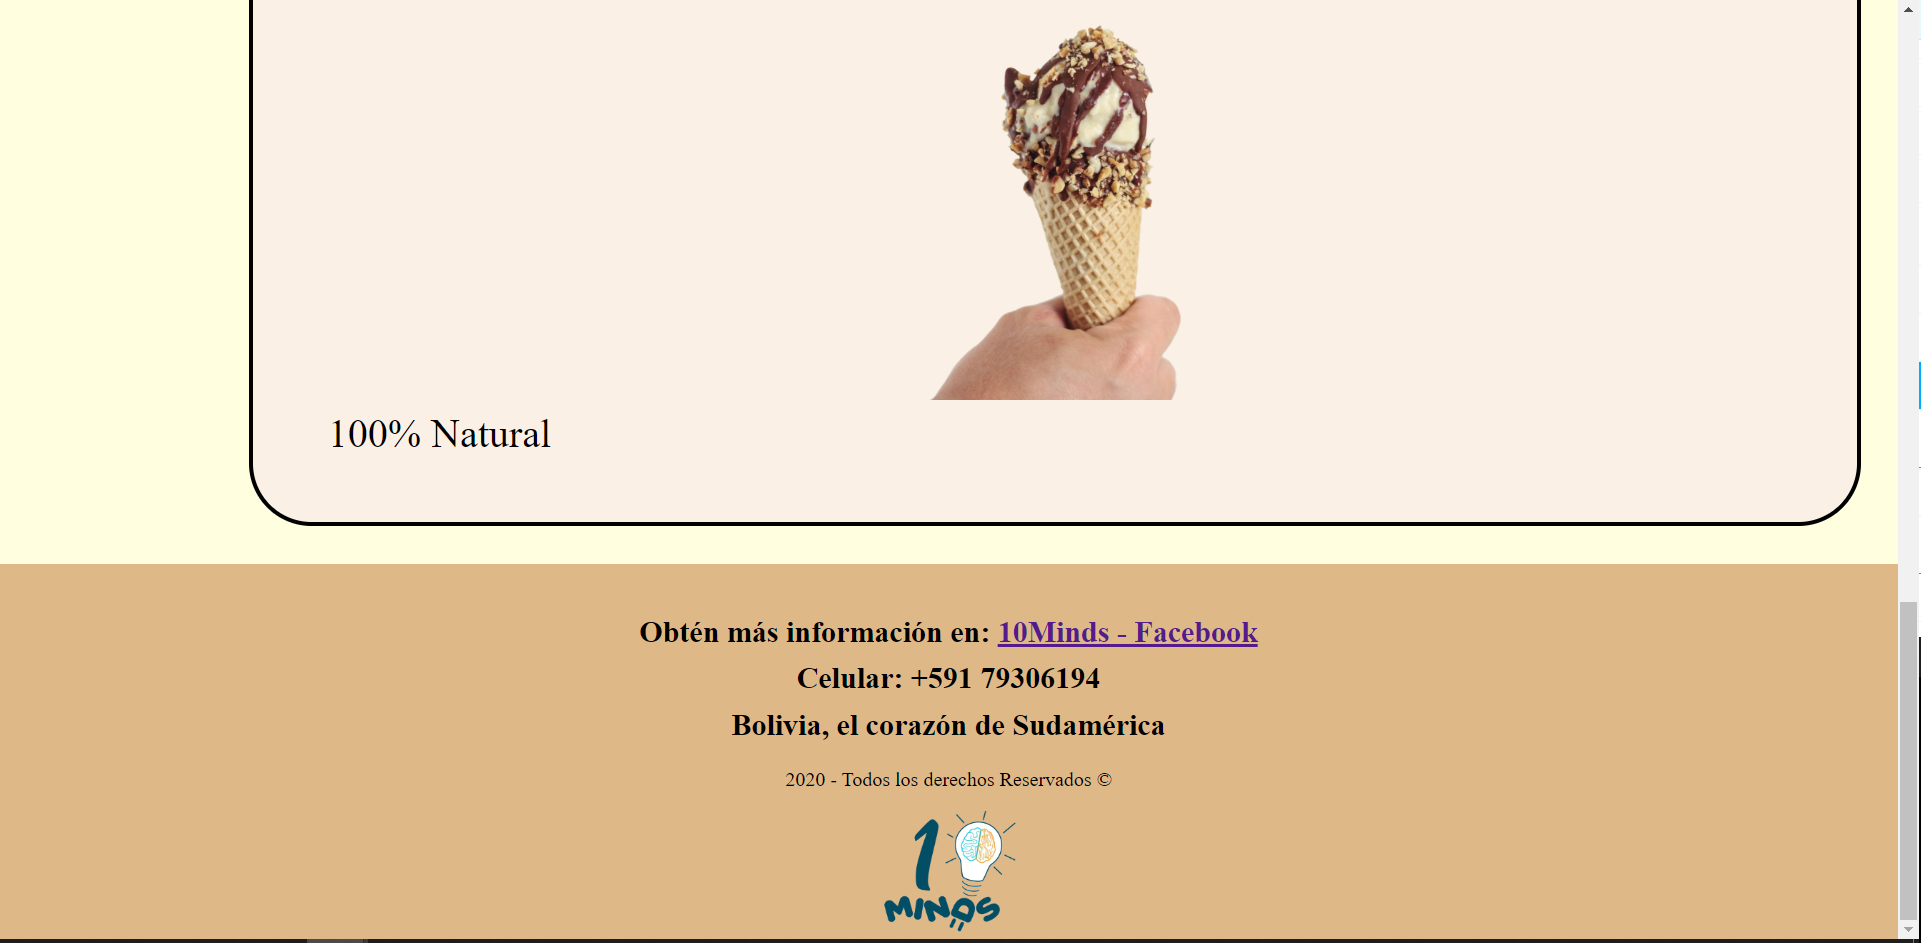 100% Natural
Obtén más información en: 10Minds - Facebook
Celular: +591 79306194
Bolivia, el corazón de Sudamérica
2020 - Todos los derechos Reservados ©
10
MINDS